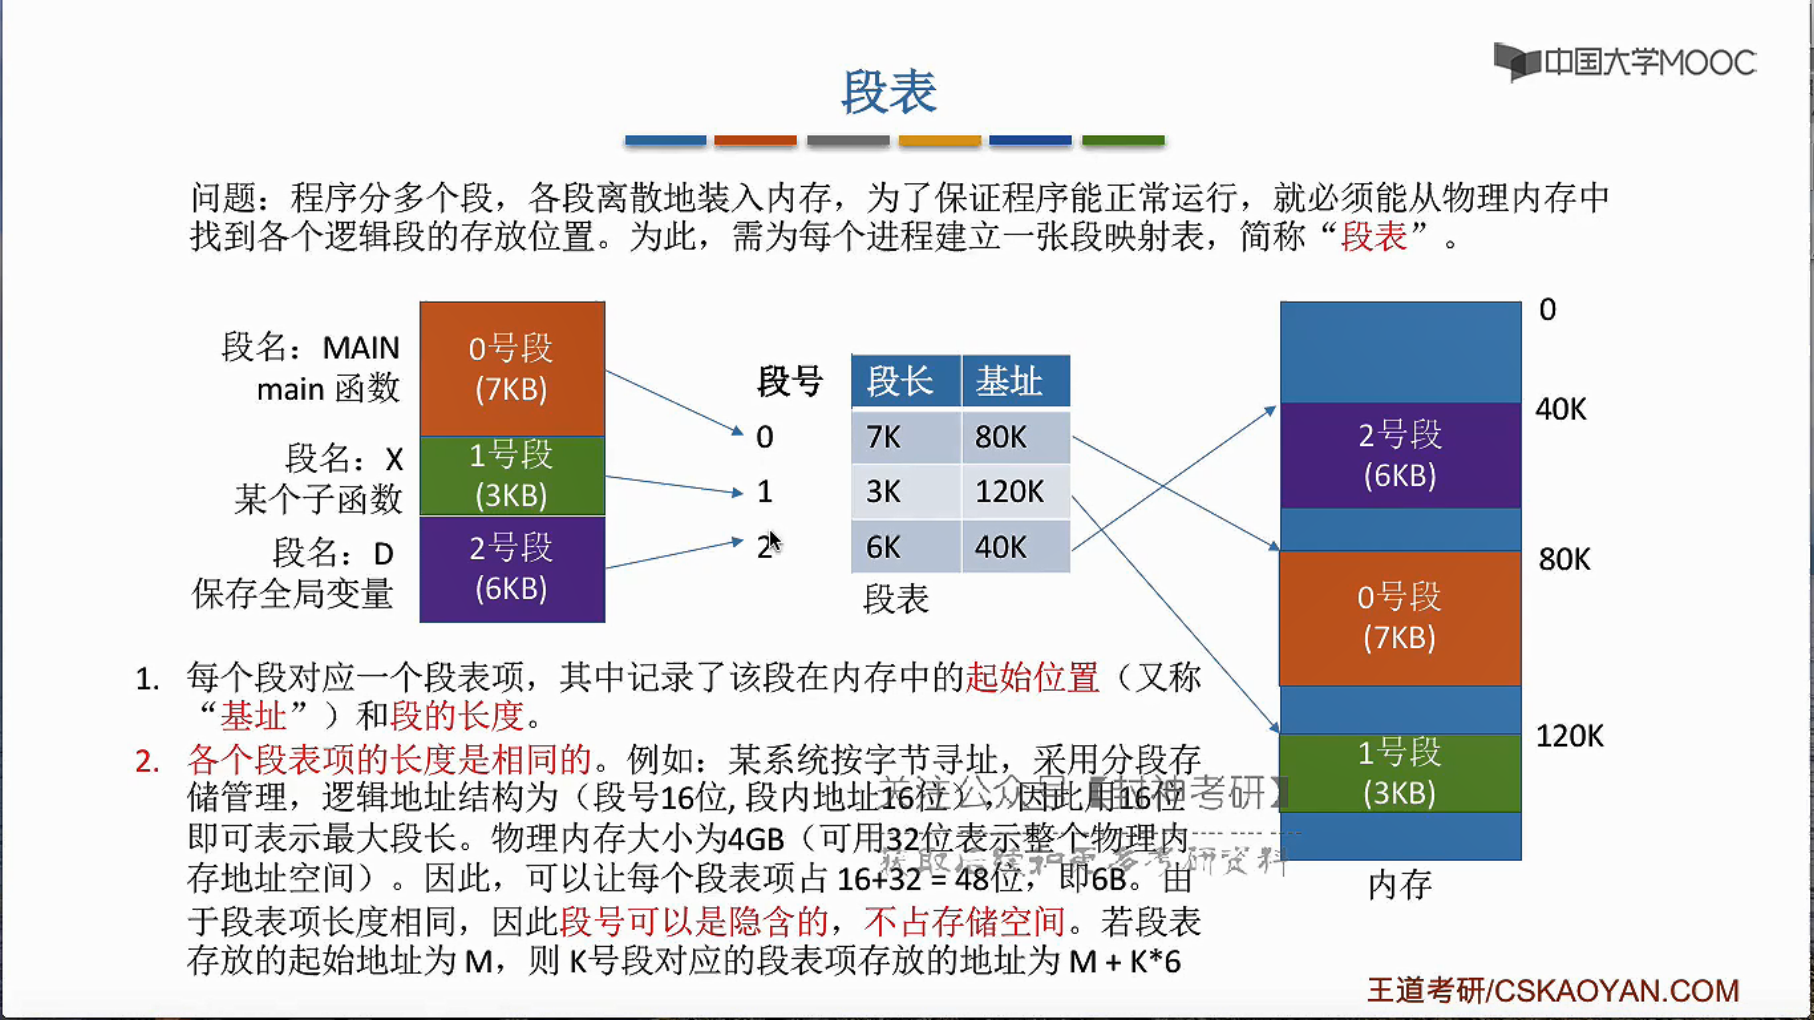 中国大学MOOC
段表
问题：程序分多个段，各段离散地装入内存，为了保证程序能正常运行，就必须能从物理内存中
找到各个逻辑段的存放位置。为此，需为每个进程建立一张段映射表，简称“段表”。
段名：MAIN
main 函数
段名：X
某个子函数
段名：D
保存全局变量
0号段
(7KB)
1号段
(3KB)
2号段
(6KB)
段号 段长 基址
0 7K 80K
1 3K 120K
2 6K 40K
段表
0
40K
2号段
(6KB)
80K
0号段
(7KB)
120K
1号段
(3KB)
内存
1. 每个段对应一个段表项，其中记录了该段在内存中的起始位置（又称
“基址”）和段的长度。
2. 各个段表项的长度是相同的。例如：某系统按字节寻址，采用分段存
储管理，逻辑地址结构为（段号16位, 段内地址16位），因此用16位
即可表示最大段长。物理内存大小为4GB（可用32位表示整个物理内
存地址空间）。因此，可以让每个段表项占 16+32 = 48位，即6B。由
于段表项长度相同，因此段号可以是隐含的，不占存储空间。若段表
存放的起始地址为 M，则 K号段对应的段表项存放的地址为 M + K*6
关注公众号【封神考研】
获取后续和更多考研资料
王道考研/CSKAOYAN.COM